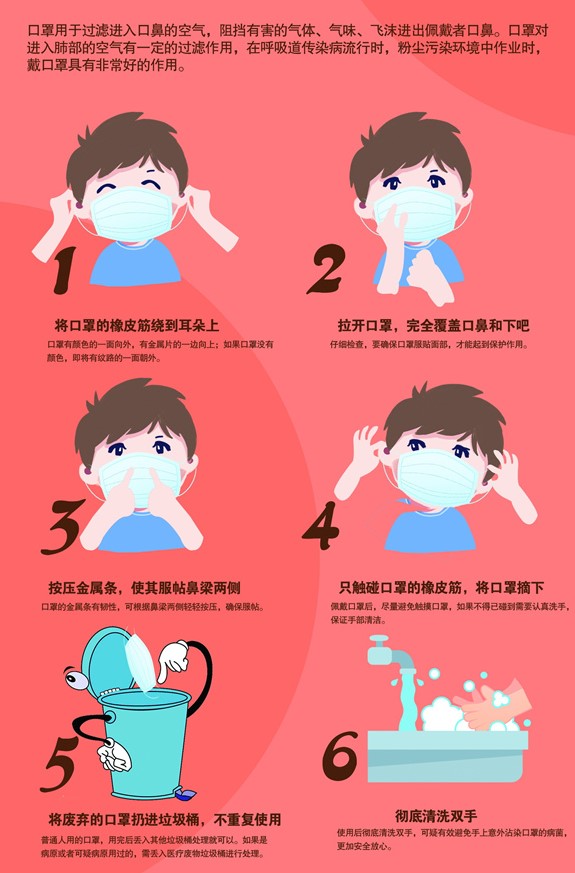 口罩用于过滤进入口鼻的空气，阻挡有害的气体、气味、飞沫进出佩戴者口鼻。口罩对
进入肺部的空气有一定的过滤作用，在呼吸道传染病流行时，粉尘污染环境中作业时，
戴口罩具有非常好的作用。
1
将口罩的橡皮筋绕到耳朵上
口罩有颜色的一面向外，有金属片的一边向上；如果口罩没有
颜色，即将有纹路的一面朝外。
2
拉开口罩，完全覆盖口鼻和下吧
仔细检查，要确保口罩服贴面部，才能起到保护作用。
3
按压金属条，使其服帖鼻梁两侧
口罩的金属条有韧性，可根据鼻梁两侧轻轻按压，确保服帖。
4
只触碰口罩的橡皮筋，将口罩摘下
佩戴口罩后，尽量避免触摸口罩，如果不得已碰到需要认真洗手，
保证手部清洁。
5
将废弃的口罩扔进垃圾桶，不重复使用
普通人用的口罩，用完后丢入其他垃圾桶处理就可以。如果是
病原或者可疑病原用过的，需丢入医疗废物垃圾桶进行处理。
6
彻底清洗双手
使用后彻底清洗双手，可疑有效避免手上意外沾染口罩的病菌，
更加安全放心。